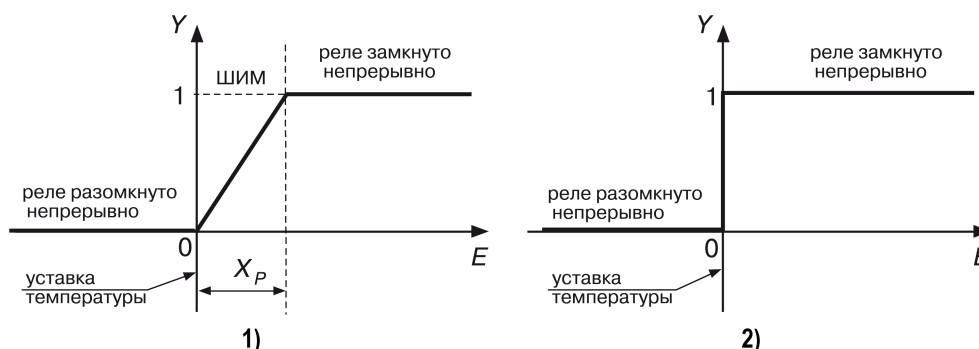 Y
реле замкнуто
непрерывно
ШИМ
1
реле разомкнуто
непрерывно
0
E
уставка
температуры
X P
1)
Y
реле замкнуто
непрерывно
1
реле разомкнуто
непрерывно
0
E
уставка
температуры
2)